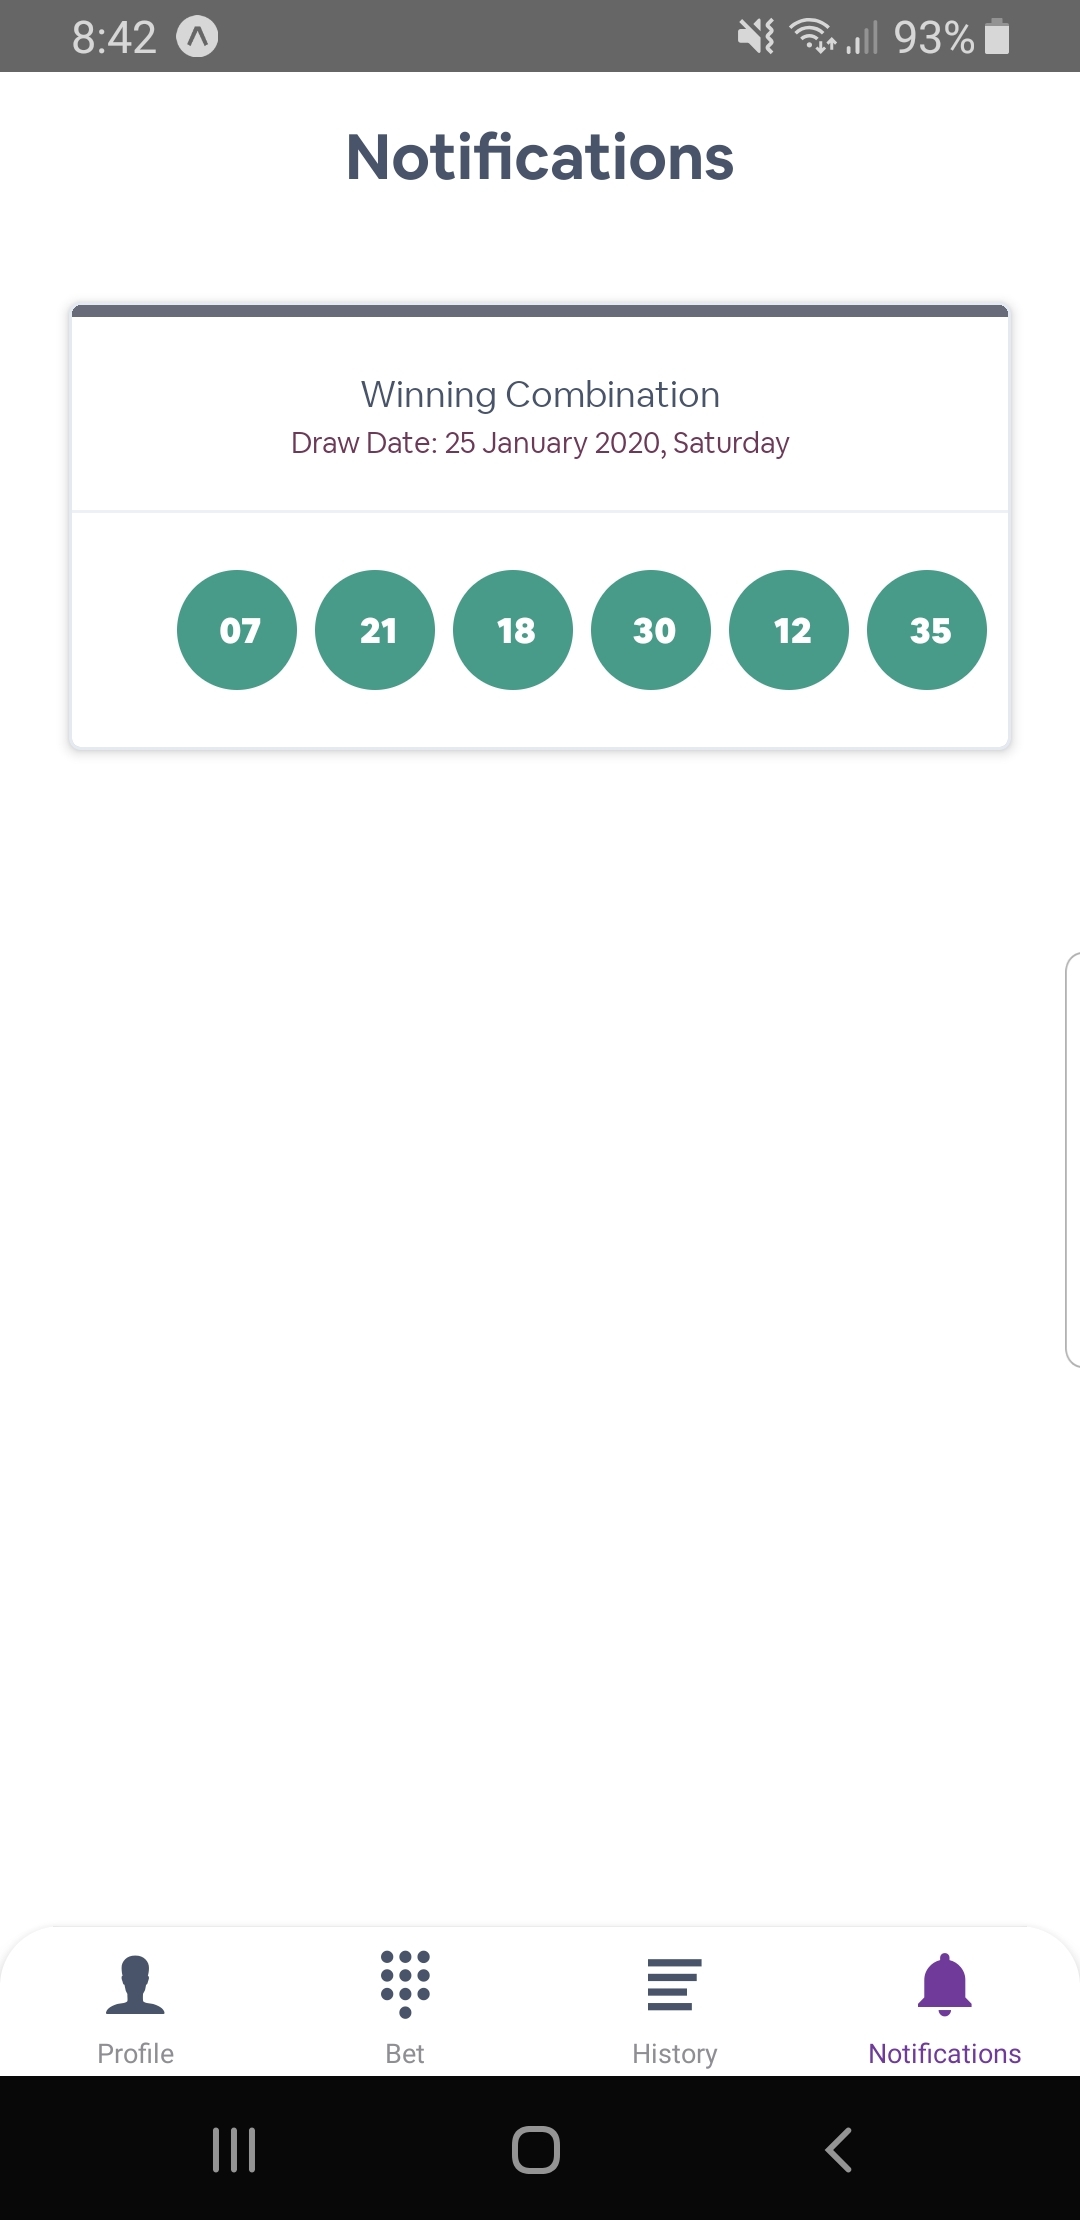 8:42 93%
Notifications
Winning Combination
Draw Date: 25 January 2020, Saturday
07 21 18 30 12 35
Profile Bet History Notifications